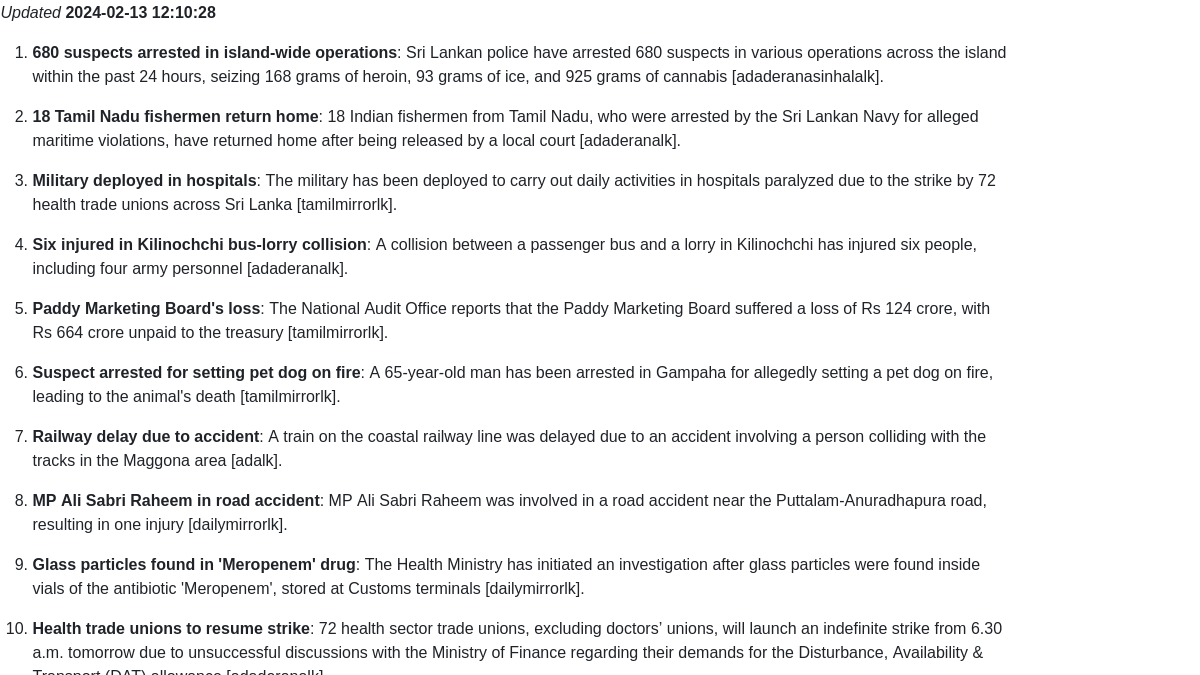 Updated 2024-02-13 12:10:28
1. 680 suspects arrested in island-wide operations: Sri Lankan police have arrested 680 suspects in various operations across the island
within the past 24 hours, seizing 168 grams of heroin, 93 grams of ice, and 925 grams of cannabis [adaderanasinhalalk].
2. 18 Tamil Nadu fishermen return home: 18 Indian fishermen from Tamil Nadu, who were arrested by the Sri Lankan Navy for alleged
maritime violations, have returned home after being released by a local court [adaderanalk].
3. Military deployed in hospitals: The military has been deployed to carry out daily activities in hospitals paralyzed due to the strike by 72
health trade unions across Sri Lanka [tamilmirrorlk].
4. Six injured in Kilinochchi bus-lorry collision: A collision between a passenger bus and a lorry in Kilinochchi has injured six people,
including four army personnel [adaderanalk].
5. Paddy Marketing Board's loss: The National Audit Office reports that the Paddy Marketing Board suffered a loss of Rs 124 crore, with
Rs 664 crore unpaid to the treasury [tamilmirrorlk].
6. Suspect arrested for setting pet dog on fire: A 65-year-old man has been arrested in Gampaha for allegedly setting a pet dog on fire,
leading to the animal's death [tamilmirrorlk].
7. Railway delay due to accident: A train on the coastal railway line was delayed due to an accident involving a person colliding with the
tracks in the Maggona area [adalk].
8. MP Ali Sabri Raheem in road accident: MP Ali Sabri Raheem was involved in a road accident near the Puttalam-Anuradhapura road,
resulting in one injury [dailymirrorlk].
9. Glass particles found in 'Meropenem' drug: The Health Ministry has initiated an investigation after glass particles were found inside
vials of the antibiotic 'Meropenem', stored at Customs terminals [dailymirrorlk].
10. Health trade unions to resume strike: 72 health sector trade unions, excluding doctors’ unions, will launch an indefinite strike from 6.30
a.m. tomorrow due to unsuccessful discussions with the Ministry of Finance regarding their demands for the Disturbance, Availability &
Transport (DAT) allowance [adaderanalk].